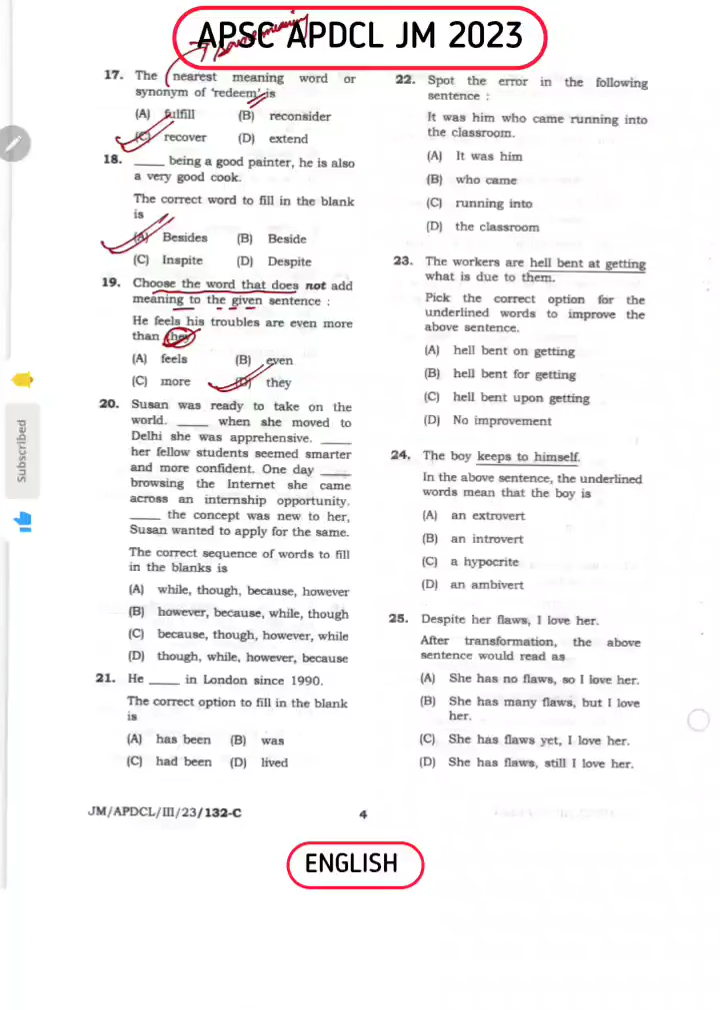 APSC APDCL JM 2023
same meaning
17. The nearest meaning word or
synonym of 'redeem' is
(A) fulfill (B) reconsider
(C) recover (D) extend
18. ____ being a good painter, he is also
a very good cook.
The correct word to fill in the blank
is
(A) Besides (B) Beside
(C) Inspite (D) Despite
19. Choose the word that does not add
meaning to the given sentence :
He feels his troubles are even more
than they
(A) feels (B) even
(C) more (D) they
20. Susan was ready to take on the
world. ____ when she moved to
Delhi she was apprehensive. ____
her fellow students seemed smarter
and more confident. One day ____
browsing the Internet she came
across an internship opportunity.
____ the concept was new to her,
Susan wanted to apply for the same.
The correct sequence of words to fill
in the blanks is
(A) while, though, because, however
(B) however, because, while, though
(C) because, though, however, while
(D) though, while, however, because
21. He ____ in London since 1990.
The correct option to fill in the blank
is
(A) has been (B) was
(C) had been (D) lived
22. Spot the error in the following
sentence :
It was him who came running into
the classroom.
(A) It was him
(B) who came
(C) running into
(D) the classroom
23. The workers are hell bent at getting
what is due to them.
Pick the correct option for the
underlined words to improve the
above sentence.
(A) hell bent on getting
(B) hell bent for getting
(C) hell bent upon getting
(D) No improvement
24. The boy keeps to himself.
In the above sentence, the underlined
words mean that the boy is
(A) an extrovert
(B) an introvert
(C) a hypocrite
(D) an ambivert
25. Despite her flaws, I love her.
After transformation, the above
sentence would read as
(A) She has no flaws, so I love her.
(B) She has many flaws, but I love
her.
(C) She has flaws yet, I love her.
(D) She has flaws, still I love her.
JM/APDCL/III/23/132-C 4
Subscribed
ENGLISH